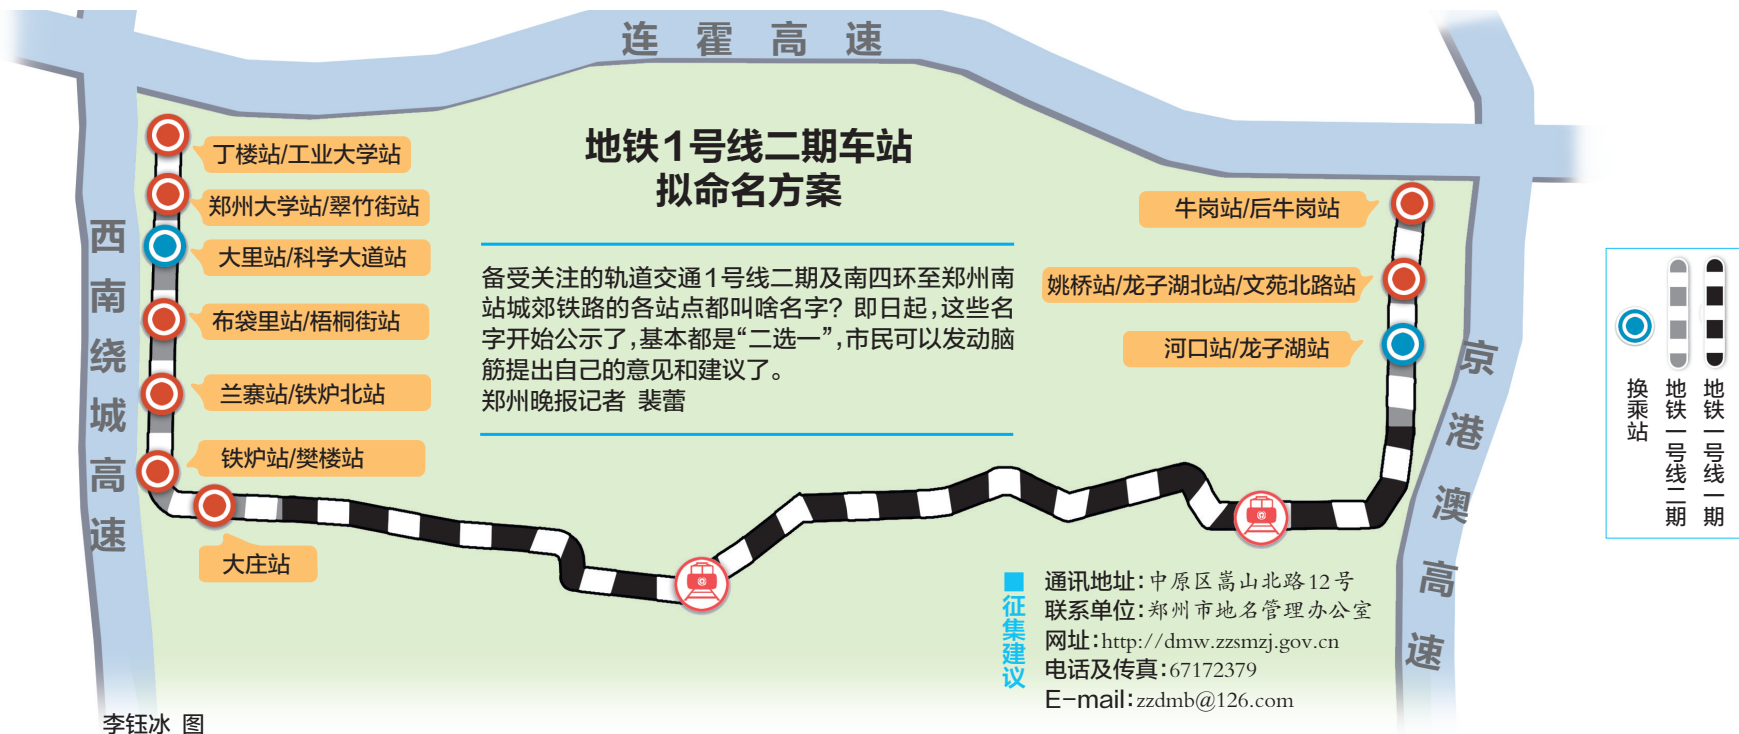 连霍高速
地铁1号线二期车站
拟命名方案
备受关注的轨道交通1号线二期及南四环至郑州南
站城郊铁路的各站点都叫啥名字？即日起，这些名
字开始公示了，基本都是“二选一”，市民可以发动脑
筋提出自己的意见和建议了。
郑州晚报记者 裴蕾
西南绕城高速
丁楼站/工业大学站
郑州大学站/翠竹街站
大里站/科学大道站
布袋里站/梧桐街站
兰寨站/铁炉北站
铁炉站/樊楼站
大庄站
牛岗站/后牛岗站
姚桥站/龙子湖北站/文苑北路站
河口站/龙子湖站
京港澳高速
换乘站
地铁一号线二期
地铁一号线一期
■征集建议
通讯地址：中原区嵩山北路12号
联系单位：郑州市地名管理办公室
网址：http://dmw.zzsmzj.gov.cn
电话及传真：67172379
E-mail：zzdmb@126.com
李钰冰 图